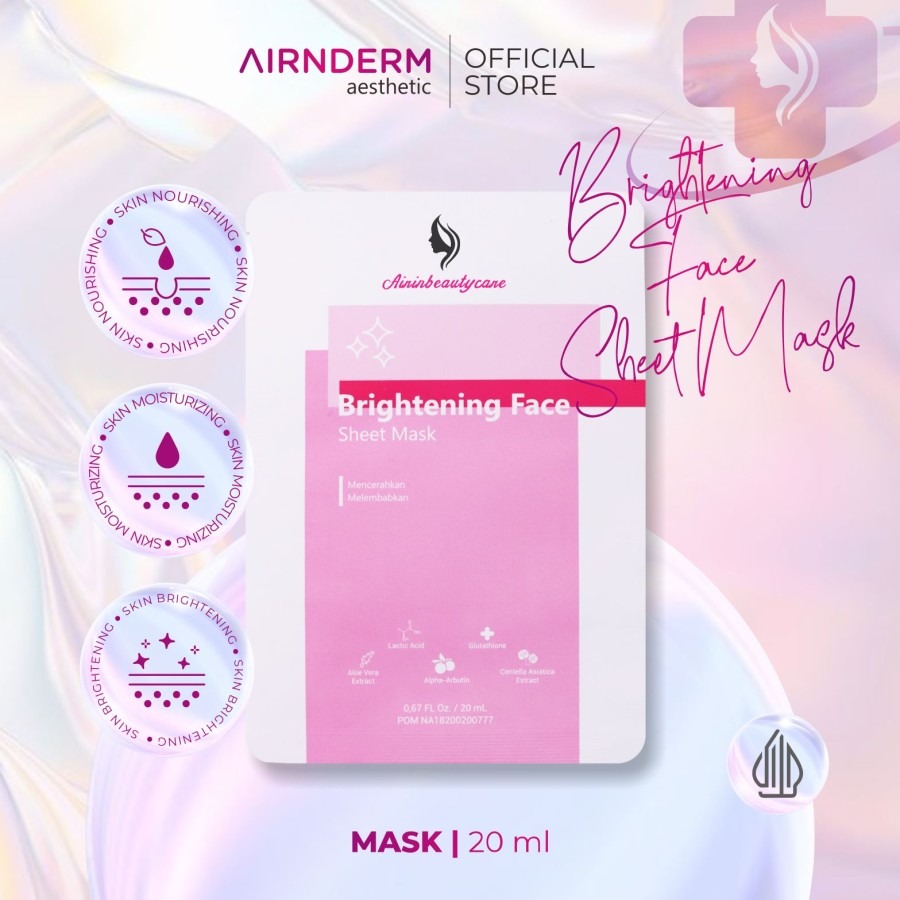 AIRNDERM
aesthetic
OFFICIAL
STORE
Brightening
Face
Sheet Mask
SKIN NOURISHING • SKIN NOURISHING • SKIN NOURISHING •
SKIN MOISTURIZING • SKIN MOISTURIZING • SKIN MOISTURIZING •
SKIN BRIGHTENING • SKIN BRIGHTENING • SKIN BRIGHTENING •
Aininbeautycare
Brightening Face
Sheet Mask
Mencerahkan
Melembabkan
Lactic Acid
Glutathione
Aloe Vera
Extract
Alpha-Arbutin
Centella Asiatica
Extract
0,67 FL Oz. / 20 mL
POM NA18200200777
MASK | 20 ml